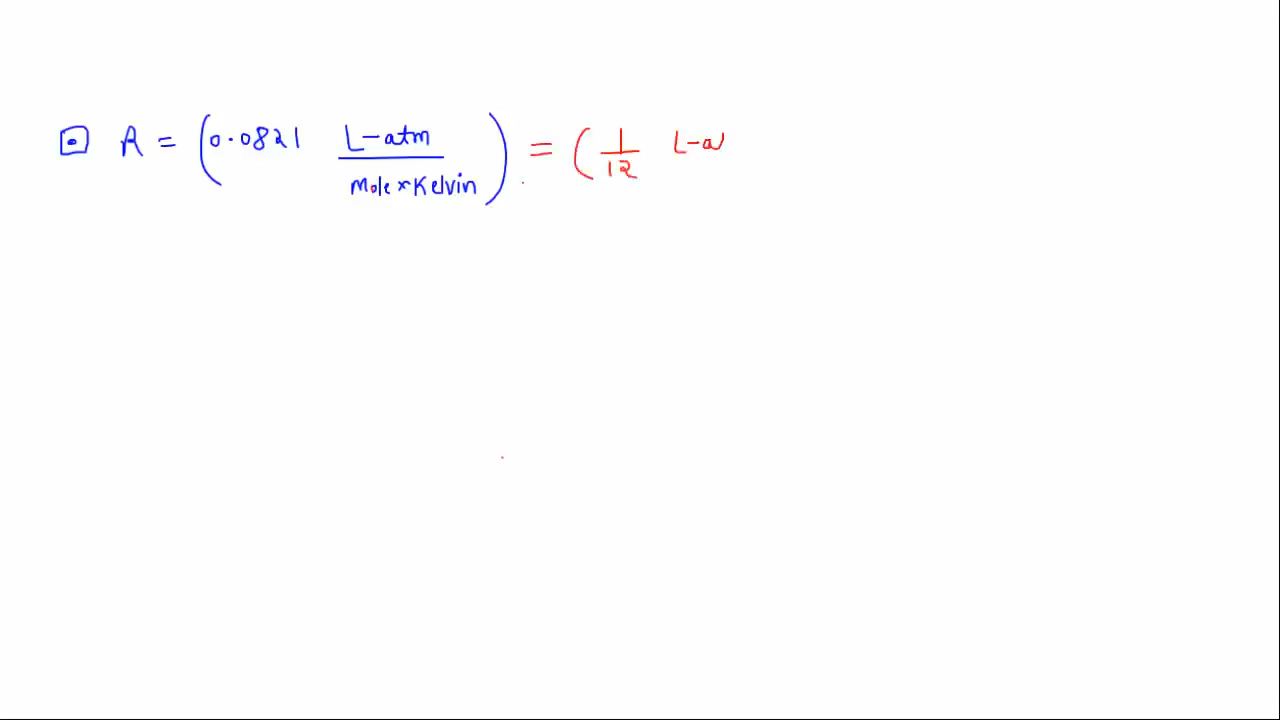 R = (0.0821 L-atm / Mole×Kelvin) = (1/12 L-a